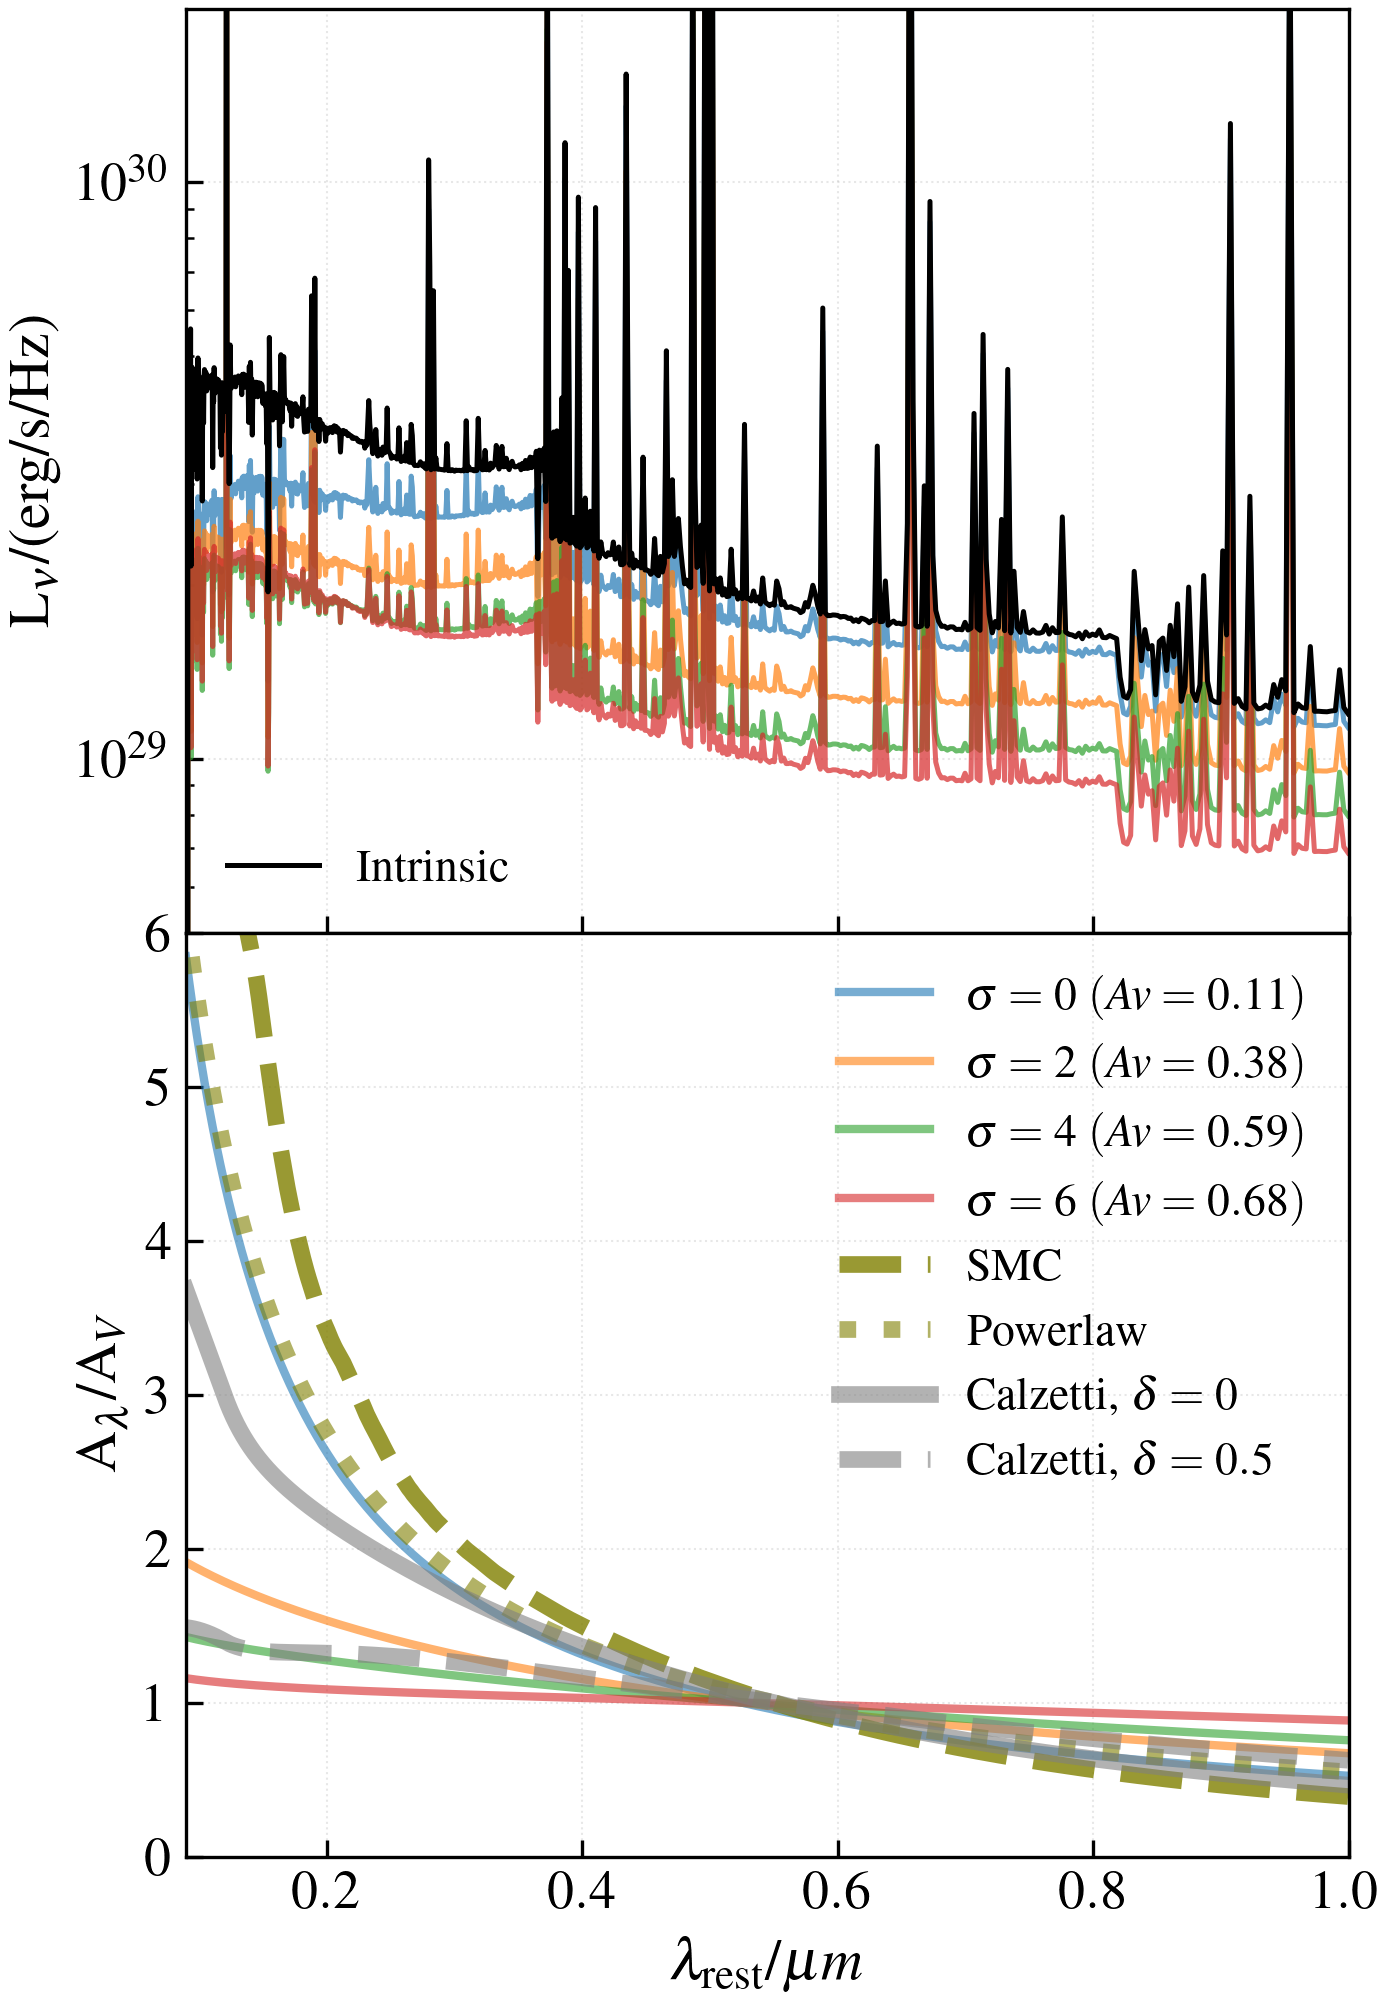 10^30
L_ν/(erg/s/Hz)
10^29
Intrinsic
6
σ = 0 (Av = 0.11)
5
σ = 2 (Av = 0.38)
σ = 4 (Av = 0.59)
σ = 6 (Av = 0.68)
4
SMC
Powerlaw
A_λ/A_V
3
Calzetti, δ = 0
Calzetti, δ = 0.5
2
1
0
0.2 0.4 0.6 0.8 1.0
λ_rest/μm